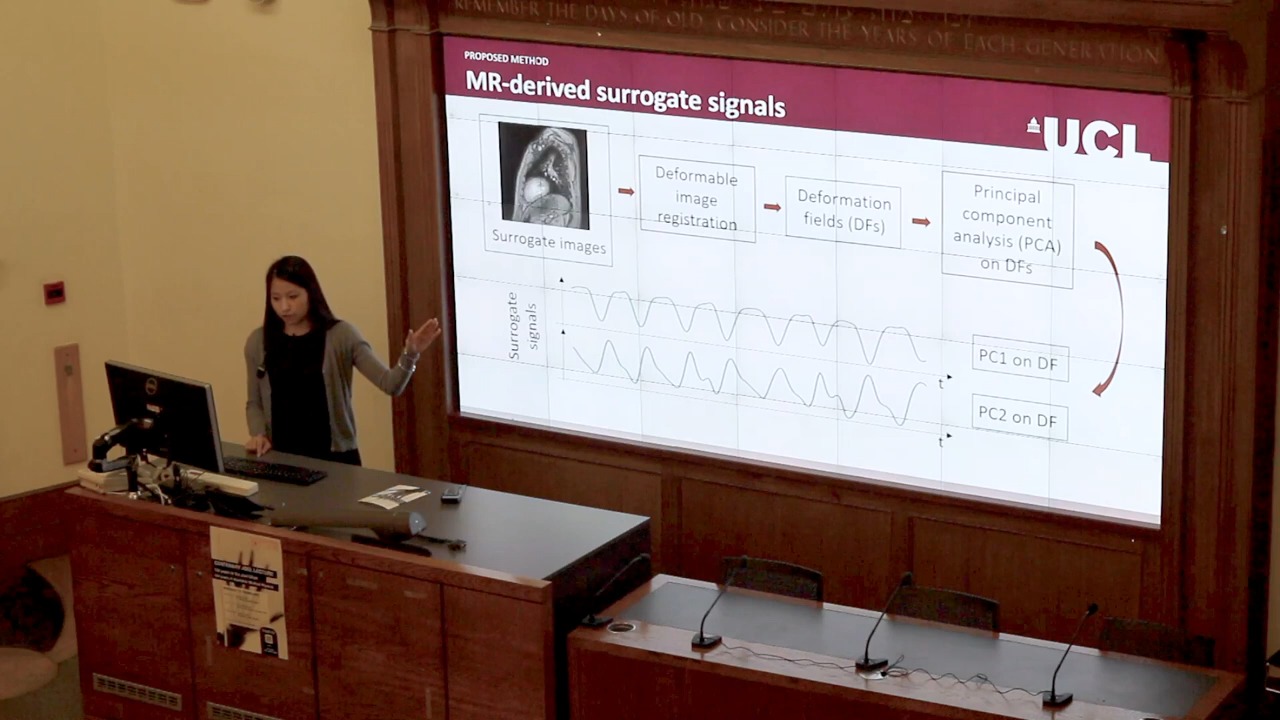 REMEMBER THE DAYS OF OLD, CONSIDER THE YEARS OF EACH GENERATION
PROPOSED METHOD
MR-derived surrogate signals
UCL
Surrogate images
Deformable
image
registration
Deformation
fields (DFs)
Principal
component
analysis (PCA)
on DFs
Surrogate
signals
t
t
PC1 on DF
PC2 on DF